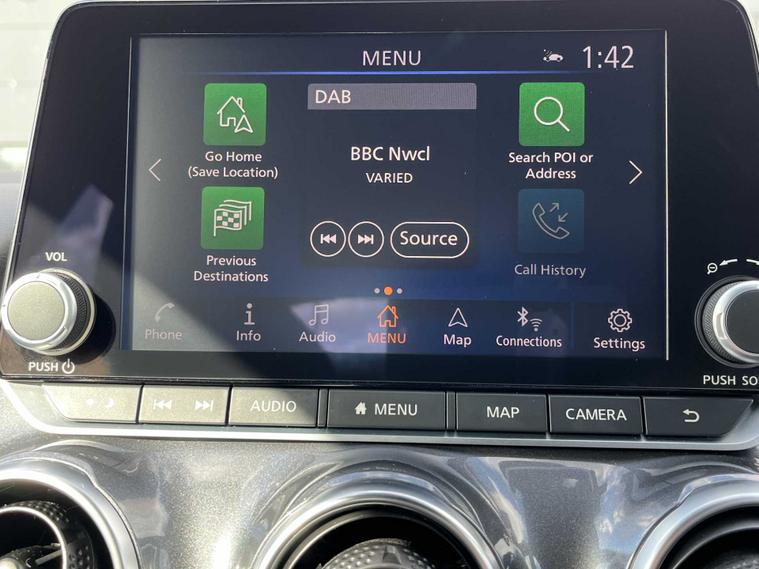 MENU
1:42
DAB
Go Home
(Save Location)
BBC Nwcl
VARIED
Search POI or
Address
Previous
Destinations
Source
Call History
VOL
Phone
Info
Audio
MENU
Map
Connections
Settings
PUSH
PUSH SO
AUDIO
MENU
MAP
CAMERA